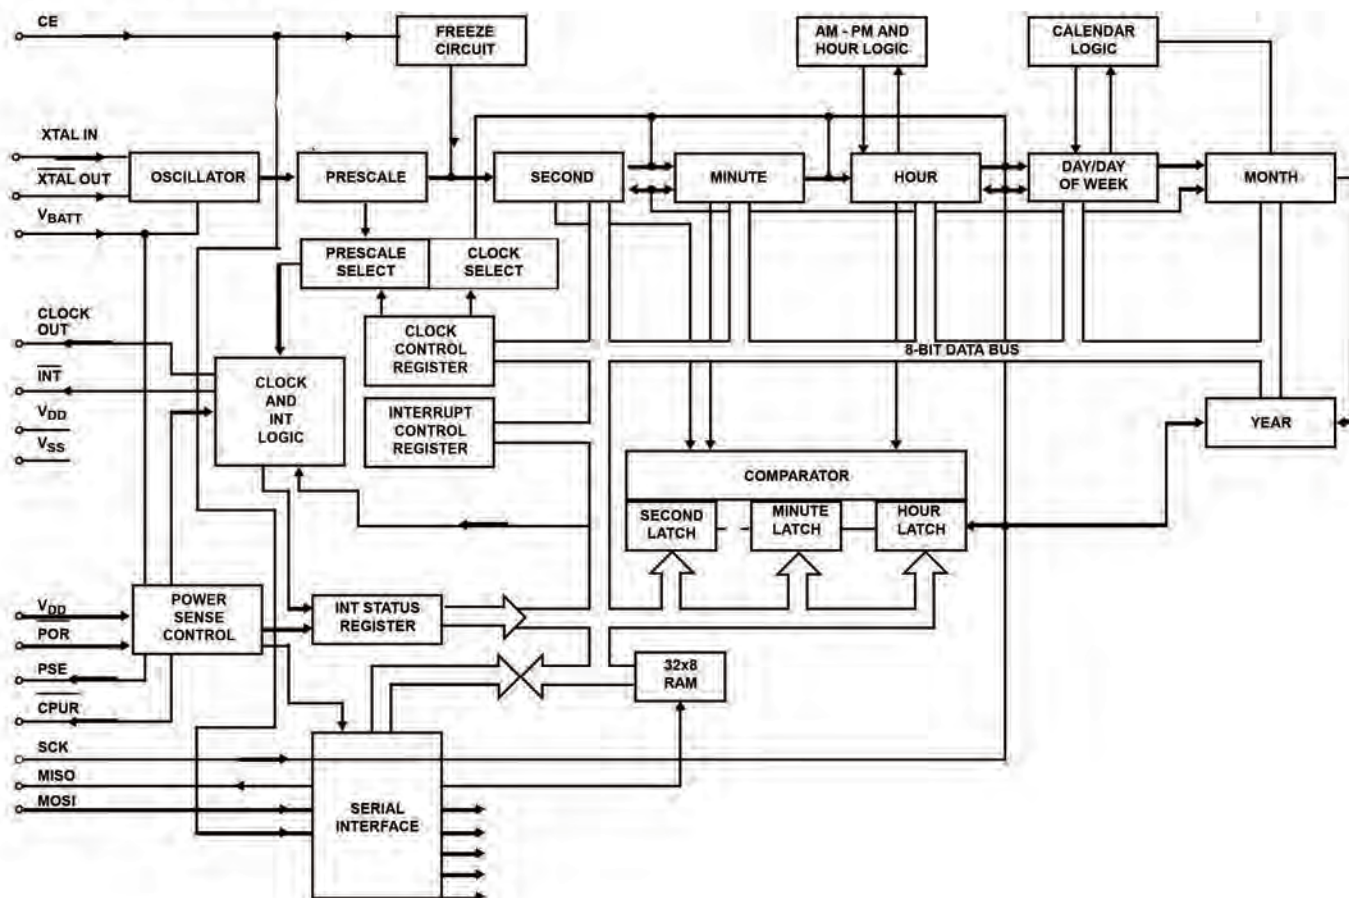 CE
FREEZE
CIRCUIT
AM - PM AND
HOUR LOGIC
CALENDAR
LOGIC
XTAL IN
XTAL OUT
OSCILLATOR
PRESCALE
SECOND
MINUTE
HOUR
DAY/DAY
OF WEEK
MONTH
VBATT
PRESCALE
SELECT
CLOCK
SELECT
CLOCK
OUT
CLOCK
CONTROL
REGISTER
8-BIT DATA BUS
INT
CLOCK
AND
INT
LOGIC
INTERRUPT
CONTROL
REGISTER
VDD
VSS
YEAR
COMPARATOR
SECOND
LATCH
MINUTE
LATCH
HOUR
LATCH
VDD
POR
POWER
SENSE
CONTROL
INT STATUS
REGISTER
PSE
32x8
RAM
CPUR
SCK
MISO
MOSI
SERIAL
INTERFACE